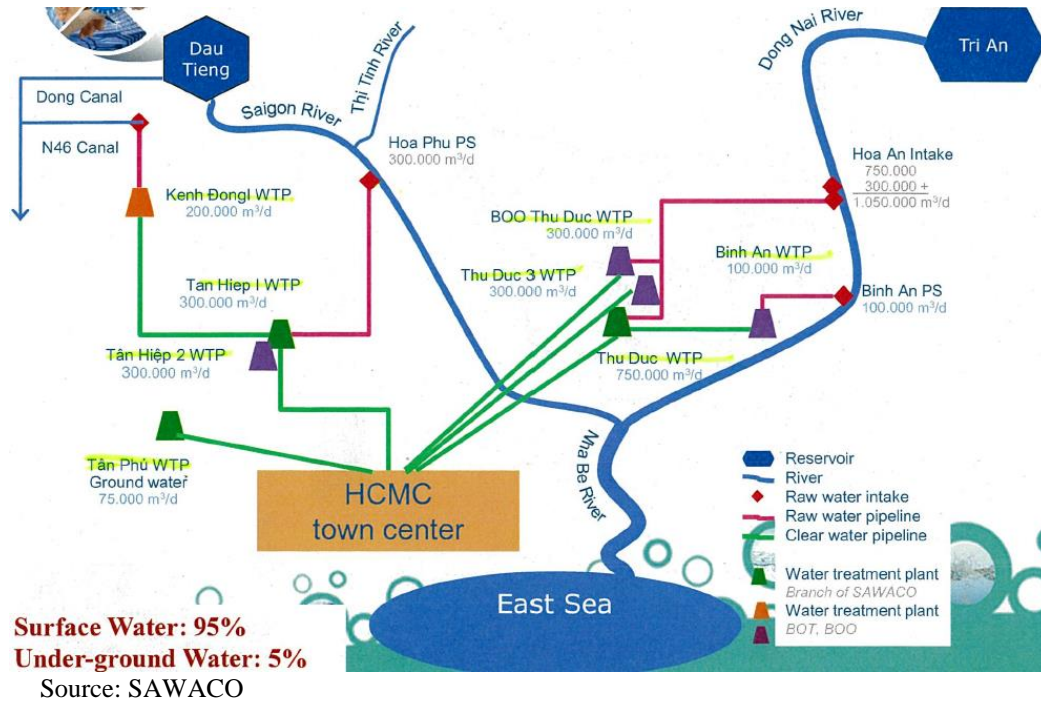 Dau
Tieng
Tri An
Dong Nai River
Thi Tinh River
Dong Canal
Saigon River
N46 Canal
Hoa Phu PS
300.000 m³/d
Hoa An Intake
750.000
300.000 +
1.050.000 m³/d
Kenh ĐongI WTP
200.000 m³/d
BOO Thu Duc WTP
300.000 m³/d
Binh An WTP
100.000 m³/d
Thu Duc 3 WTP
300.000 m³/d
Tan Hiep I WTP
300.000 m³/d
Binh An PS
100.000 m³/d
Tân Hiệp 2 WTP
300.000 m³/d
Thu Duc WTP
750.000 m³/d
Tân Phú WTP
Ground water
75.000 m³/d
Nha Be River
HCMC
town center
Reservoir
River
Raw water intake
Raw water pipeline
Clear water pipeline
Water treatment plant
Branch of SAWACO
Water treatment plant
BOT, BOO
East Sea
Surface Water: 95%
Under-ground Water: 5%
Source: SAWACO